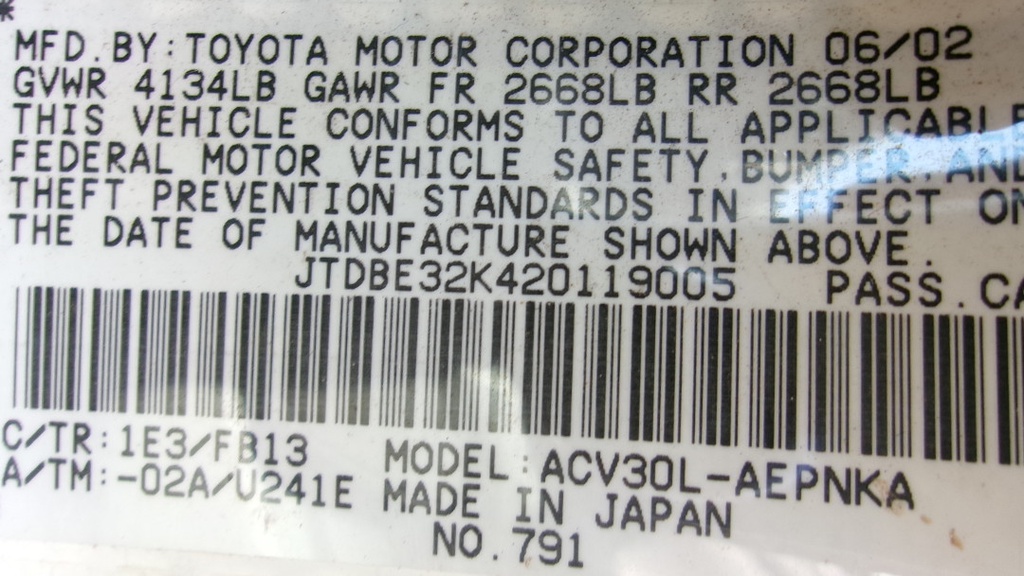 *
MFD. BY: TOYOTA MOTOR CORPORATION 06/02
GVWR 4134LB GAWR FR 2668LB RR 2668LB
THIS VEHICLE CONFORMS TO ALL APPLICABLE
FEDERAL MOTOR VEHICLE SAFETY, BUMPER, AND
THEFT PREVENTION STANDARDS IN EFFECT ON
THE DATE OF MANUFACTURE SHOWN ABOVE.
JTDBE32K420119005 PASS. CA
C/TR: 1E3/FB13 MODEL: ACV30L-AEPNKA
A/TM: -02A/U241E MADE IN JAPAN
NO. 791